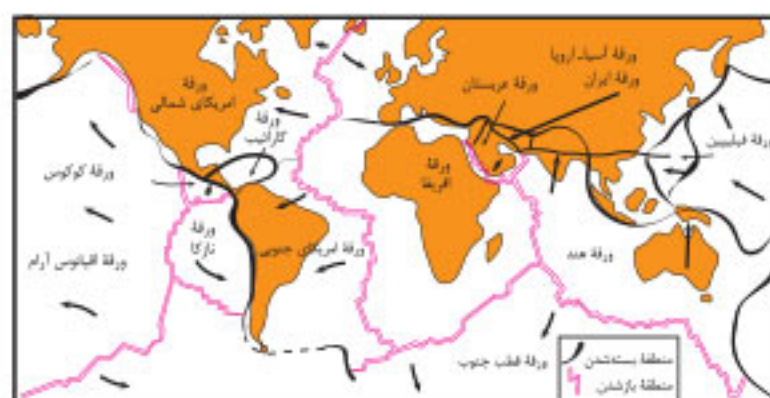 ورقهٔ
امریکای شمالی
ورقهٔ
کارائیب
ورقهٔ کوکوس
ورقهٔ اقیانوس آرام
ورقهٔ
نازکا
ورقهٔ امریکای جنوبی
ورقهٔ
افریقا
ورقهٔ عربستان
ورقهٔ آسیا ـ اروپا
ورقهٔ ایران
ورقهٔ فیلیپین
ورقهٔ هند
ورقهٔ قطب جنوب
منطقهٔ بسته‌شدن
منطقهٔ بازشدن